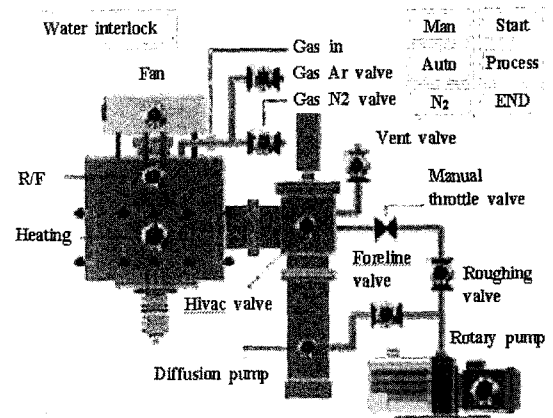 Water interlock
Man
Start
Gas in
Fan
Gas Ar valve
Auto
Process
Gas N2 valve
N2
END
Vent valve
R/F
Manual
throttle valve
Heating
Foreline
valve
Roughing
valve
Hivac valve
Rotary pump
Diffusion pump